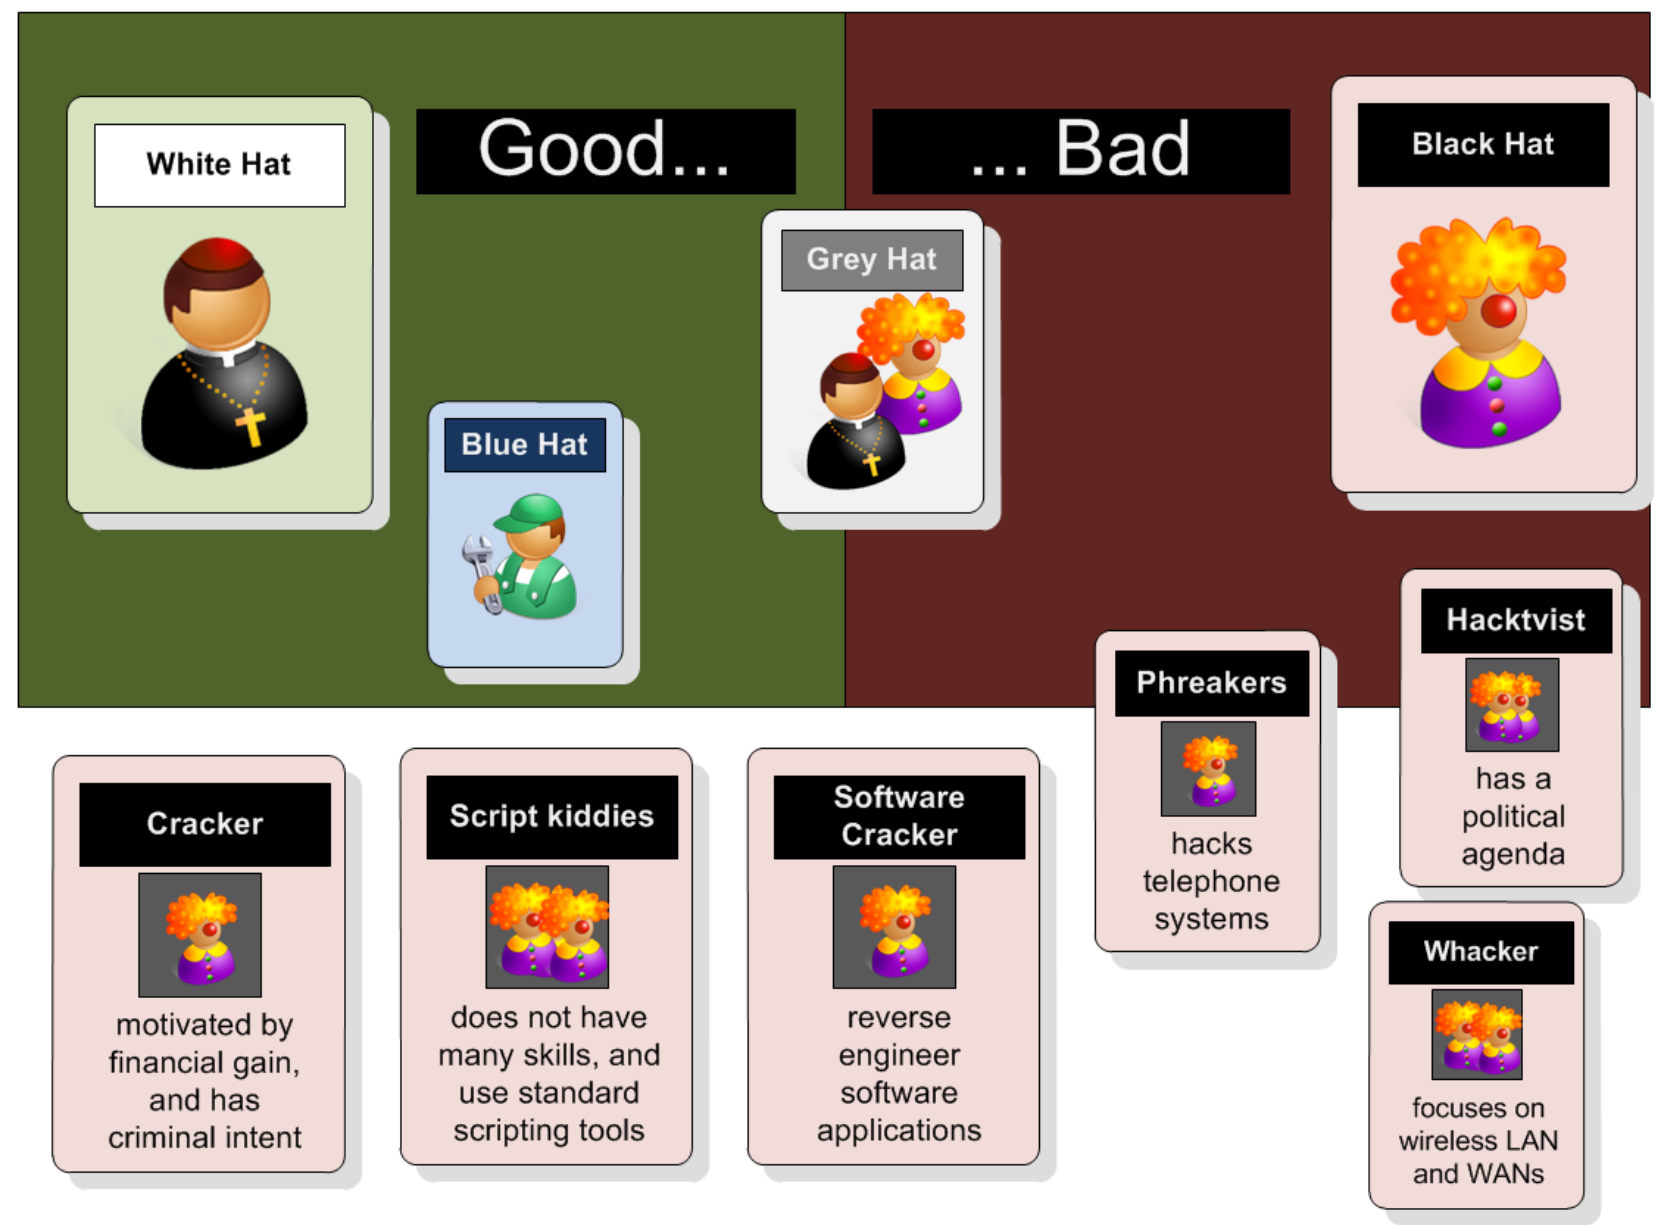 White Hat
Good...
... Bad
Black Hat
Grey Hat
Blue Hat
Hacktvist
has a
political
agenda
Phreakers
hacks
telephone
systems
Cracker
motivated by
financial gain,
and has
criminal intent
Script kiddies
does not have
many skills, and
use standard
scripting tools
Software
Cracker
reverse
engineer
software
applications
Whacker
focuses on
wireless LAN
and WANs